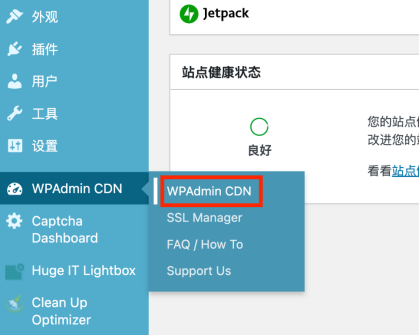 外观
插件
用户
工具
设置
WPAdmin CDN
Captcha
Dashboard
Huge IT Lightbox
Clean Up
Optimizer
WPAdmin CDN
SSL Manager
FAQ / How To
Support Us
Jetpack
站点健康状态
良好
您的站点
改进您的
看看站点